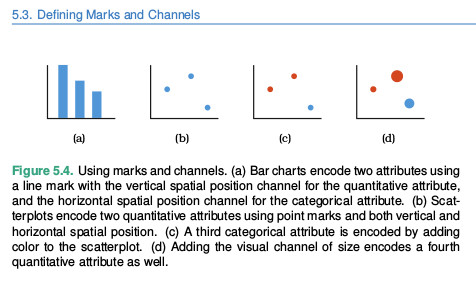 5.3. Defining Marks and Channels
(a) (b) (c) (d)
Figure 5.4. Using marks and channels. (a) Bar charts encode two attributes using
a line mark with the vertical spatial position channel for the quantitative attribute,
and the horizontal spatial position channel for the categorical attribute. (b) Scat-
terplots encode two quantitative attributes using point marks and both vertical and
horizontal spatial position. (c) A third categorical attribute is encoded by adding
color to the scatterplot. (d) Adding the visual channel of size encodes a fourth
quantitative attribute as well.